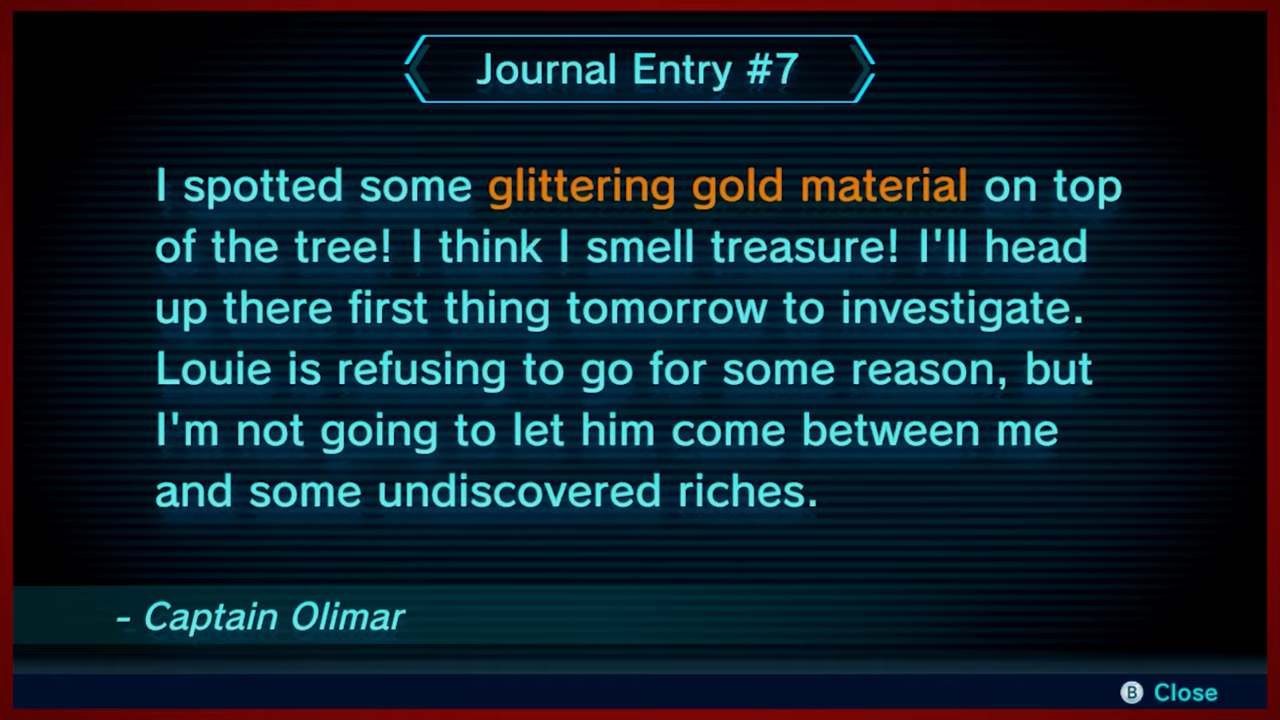 Journal Entry #7
I spotted some glittering gold material on top
of the tree! I think I smell treasure! I'll head
up there first thing tomorrow to investigate.
Louie is refusing to go for some reason, but
I'm not going to let him come between me
and some undiscovered riches.
- Captain Olimar
B Close